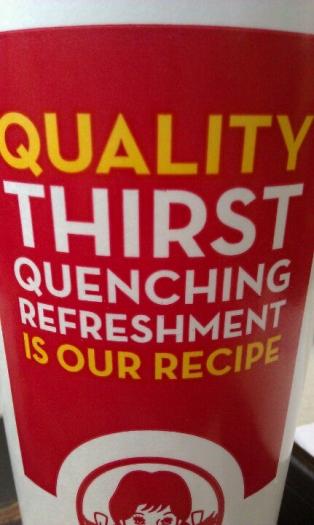 QUALITY
THIRST
QUENCHING
REFRESHMENT
IS OUR RECIPE